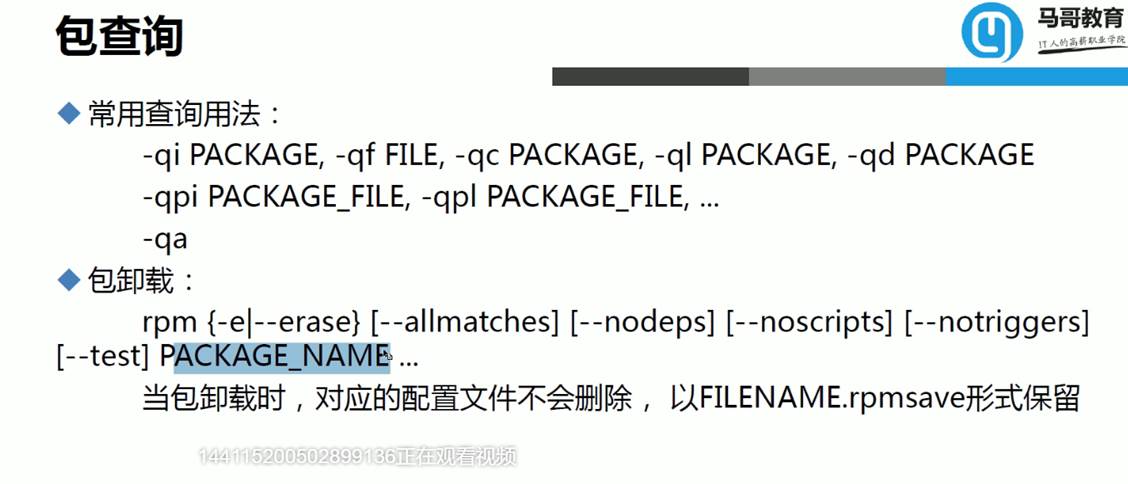 包查询
马哥教育
IT人的高薪职业学院
常用查询用法：
-qi PACKAGE, -qf FILE, -qc PACKAGE, -ql PACKAGE, -qd PACKAGE
-qpi PACKAGE_FILE, -qpl PACKAGE_FILE, ...
-qa
包卸载：
rpm {-e|--erase} [--allmatches] [--nodeps] [--noscripts] [--notriggers]
[--test] PACKAGE_NAME ...
当包卸载时，对应的配置文件不会删除， 以FILENAME.rpmsave形式保留
144115200502899136正在观看视频